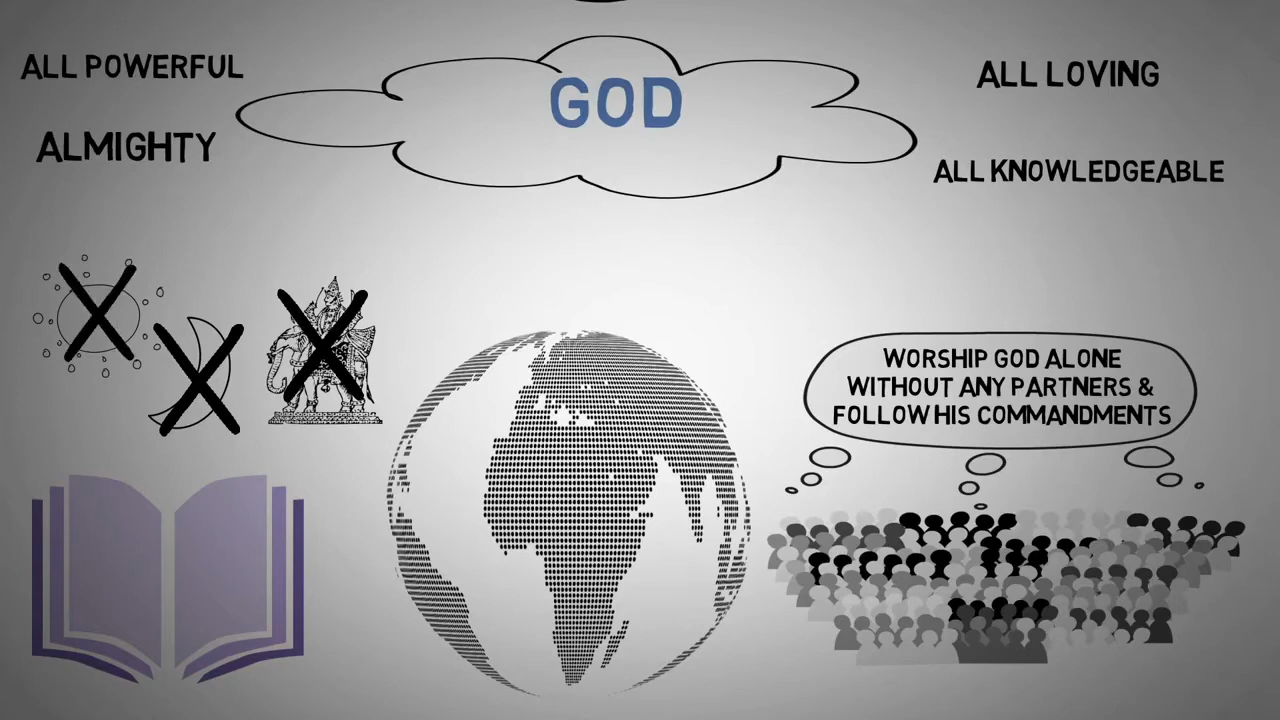 ALL POWERFUL
ALMIGHTY
GOD
ALL LOVING
ALL KNOWLEDGEABLE
WORSHIP GOD ALONE
WITHOUT ANY PARTNERS &
FOLLOW HIS COMMANDMENTS